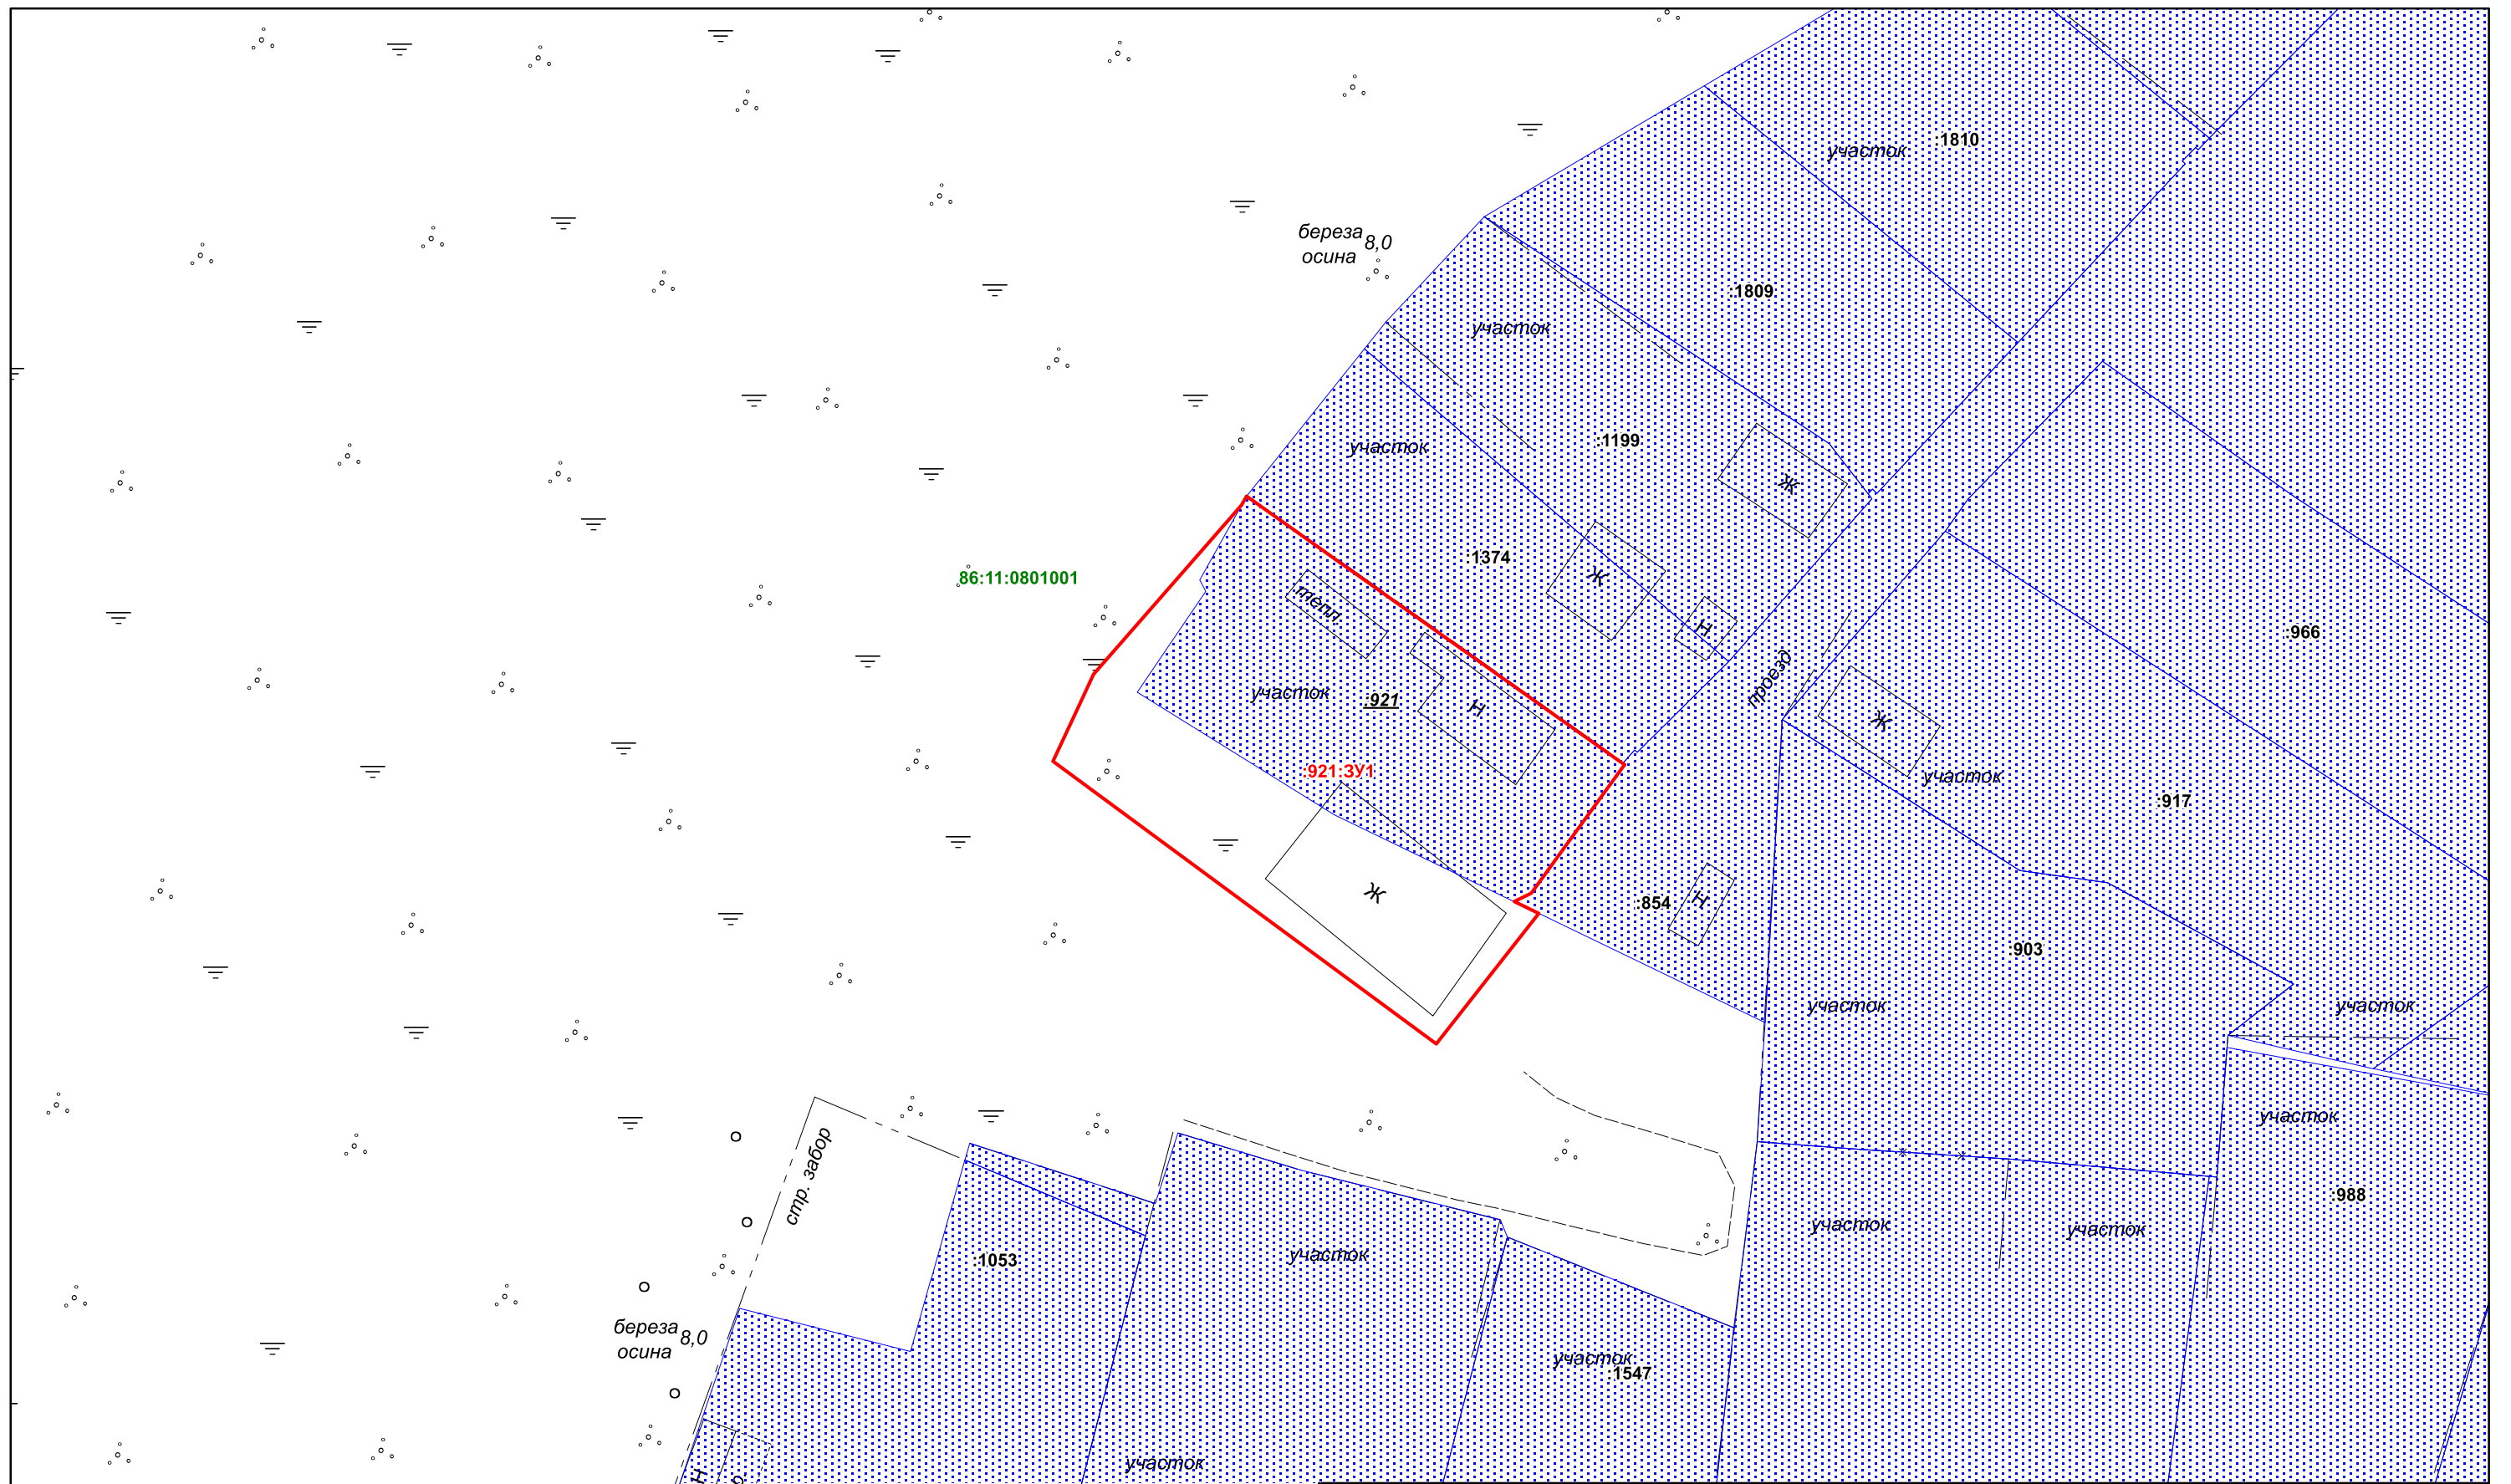 :1810
участок
береза
8,0
осина
:1809
участок
:1199
участок
Ж
:1374
Ж
86:11:0801001
тепл.
Н
:966
проезд
участок
:921
Н
Ж
участок
:921:ЗУ1
:917
Ж
:854
Н
:903
участок
участок
участок
стр. забор
:988
участок
участок
участок
:1053
береза
8,0
осина
участок
:1547
участок
Н